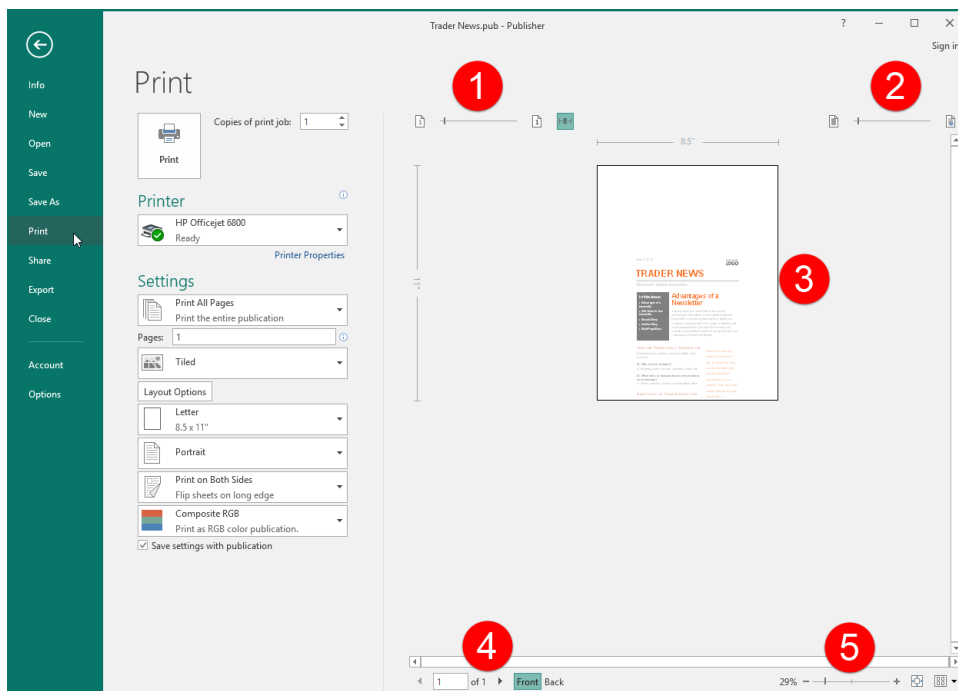 Trader News.pub - Publisher
?
Sign in
Info
New
Open
Save
Save As
Print
Share
Export
Close
Account
Options
Print
Print
Copies of print job: 1
Printer
HP Officejet 6800
Ready
Printer Properties
Settings
Print All Pages
Print the entire publication
Pages: 1
Tiled
Layout Options
Letter
8.5 x 11"
Portrait
Print on Both Sides
Flip sheets on long edge
Composite RGB
Print as RGB color publication.
Save settings with publication
1
2
8.5"
11"
LOGO
TRADER NEWS
In this issue:
Advantages of a
Newsletter
3
4
5
1 of 1
Front Back
29%